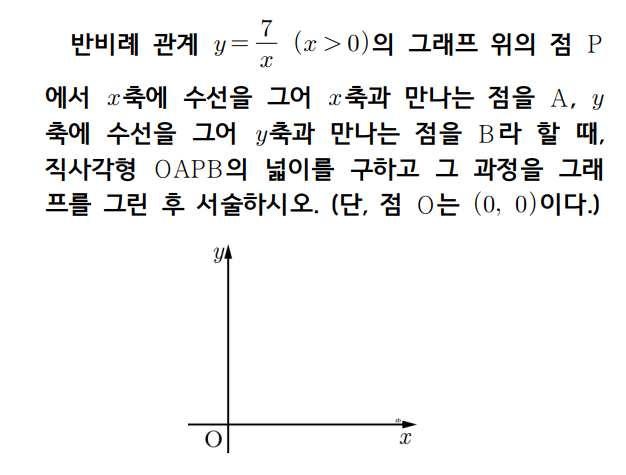 반비례 관계 y = 7/x (x > 0)의 그래프 위의 점 P
에서 x축에 수선을 그어 x축과 만나는 점을 A, y
축에 수선을 그어 y축과 만나는 점을 B라 할 때,
직사각형 OAPB의 넓이를 구하고 그 과정을 그래
프를 그린 후 서술하시오. (단, 점 O는 (0, 0)이다.)
y
O
x